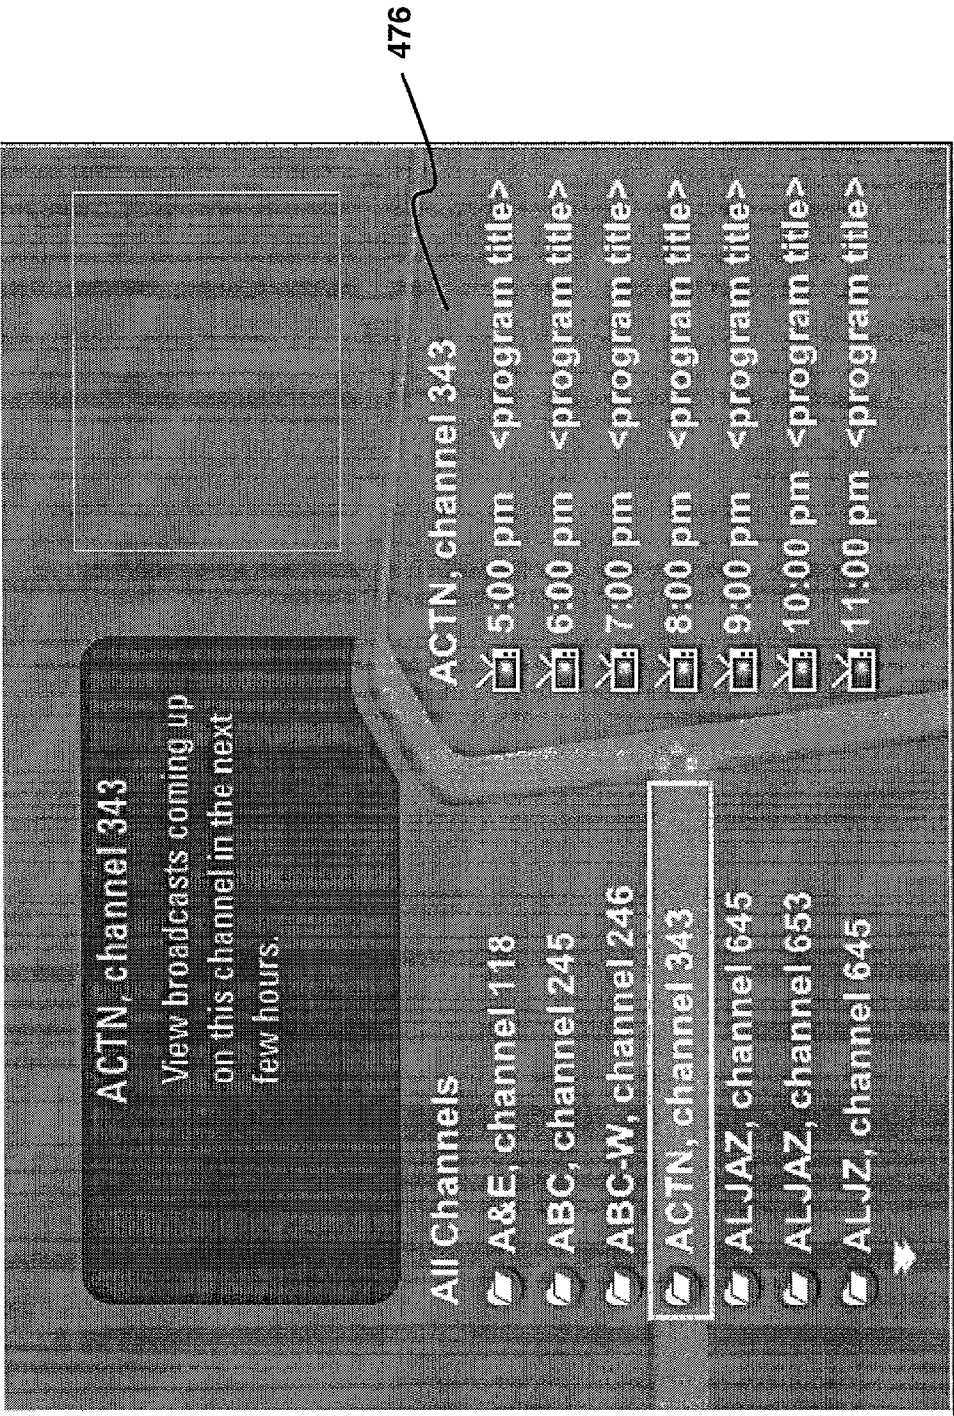 476
ACTN, channel 343
View broadcasts coming up
on this channel in the next
few hours.
All Channels
A&E, channel 118
ABC, channel 245
ABC-W, channel 246
ACTN, channel 343
ALJAZ, channel 645
ALJAZ, channel 653
ALJZ, channel 645
ACTN, channel 343
5:00 pm <program title>
6:00 pm <program title>
7:00 pm <program title>
8:00 pm <program title>
9:00 pm <program title>
10:00 pm <program title>
11:00 pm <program title>